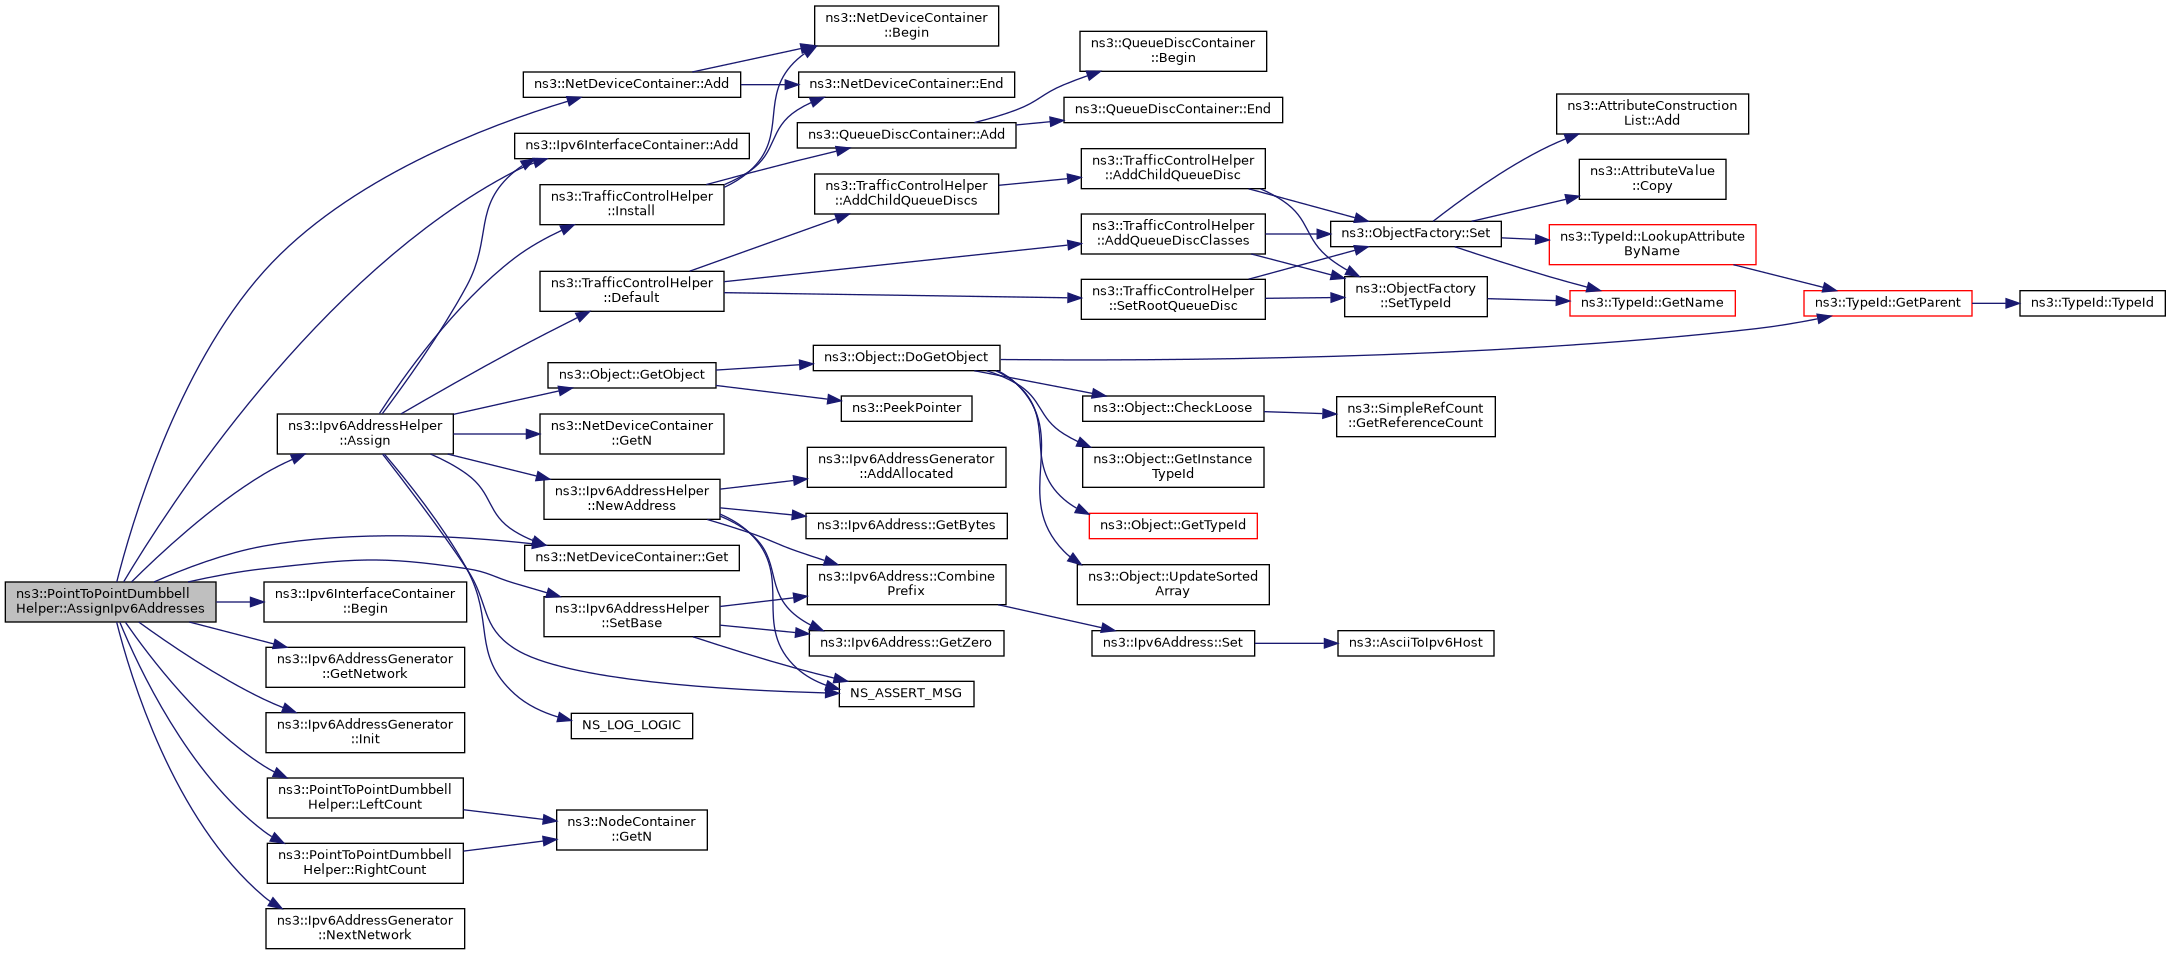 ns3::PointToPointDumbbell
Helper::AssignIpv6Addresses
ns3::NetDeviceContainer::Add
ns3::NetDeviceContainer
::Begin
ns3::NetDeviceContainer::End
ns3::Ipv6InterfaceContainer::Add
ns3::Ipv6AddressHelper
::Assign
ns3::TrafficControlHelper
::Install
ns3::QueueDiscContainer::Add
ns3::QueueDiscContainer
::Begin
ns3::QueueDiscContainer::End
ns3::TrafficControlHelper
::Default
ns3::TrafficControlHelper
::AddChildQueueDiscs
ns3::TrafficControlHelper
::AddChildQueueDisc
ns3::TrafficControlHelper
::AddQueueDiscClasses
ns3::TrafficControlHelper
::SetRootQueueDisc
ns3::ObjectFactory::Set
ns3::ObjectFactory
::SetTypeId
ns3::AttributeConstruction
List::Add
ns3::AttributeValue
::Copy
ns3::TypeId::LookupAttribute
ByName
ns3::TypeId::GetName
ns3::TypeId::GetParent
ns3::TypeId::TypeId
ns3::Object::GetObject
ns3::Object::DoGetObject
ns3::PeekPointer
ns3::Object::CheckLoose
ns3::SimpleRefCount
::GetReferenceCount
ns3::Object::GetInstance
TypeId
ns3::Object::GetTypeId
ns3::Object::UpdateSorted
Array
ns3::NetDeviceContainer
::GetN
ns3::Ipv6AddressHelper
::NewAddress
ns3::Ipv6AddressGenerator
::AddAllocated
ns3::Ipv6Address::GetBytes
ns3::Ipv6Address::Combine
Prefix
ns3::Ipv6Address::GetZero
ns3::Ipv6Address::Set
ns3::AsciiToIpv6Host
NS_ASSERT_MSG
ns3::NetDeviceContainer::Get
ns3::Ipv6AddressHelper
::SetBase
NS_LOG_LOGIC
ns3::Ipv6InterfaceContainer
::Begin
ns3::Ipv6AddressGenerator
::GetNetwork
ns3::Ipv6AddressGenerator
::Init
ns3::PointToPointDumbbell
Helper::LeftCount
ns3::PointToPointDumbbell
Helper::RightCount
ns3::NodeContainer
::GetN
ns3::Ipv6AddressGenerator
::NextNetwork